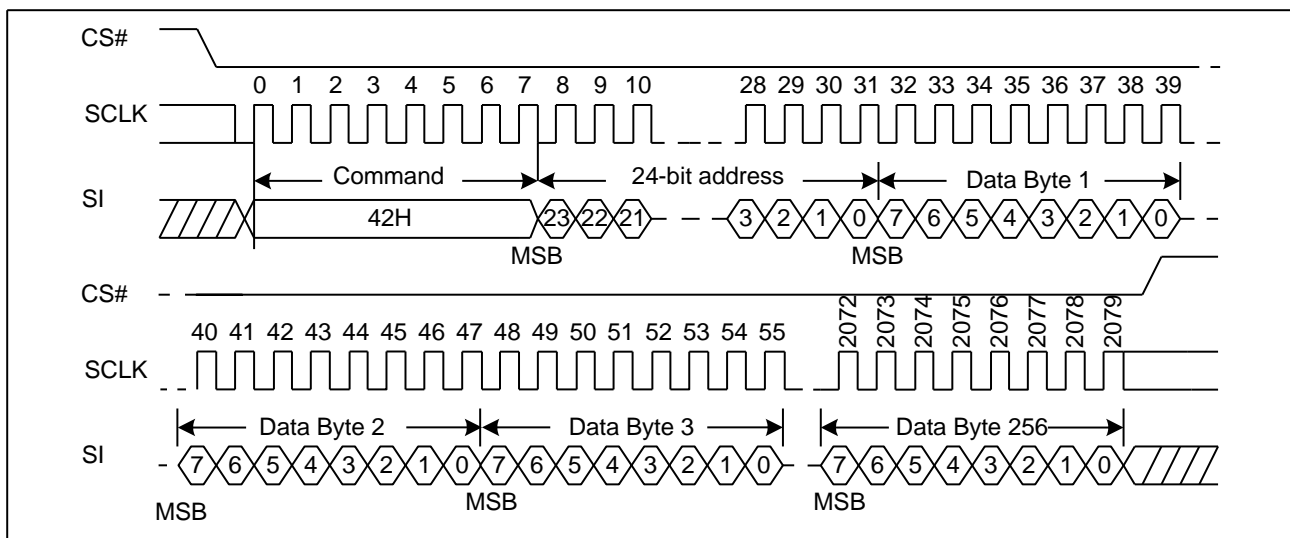 CS#
0 1 2 3 4 5 6 7 8 9 10 28 29 30 31 32 33 34 35 36 37 38 39
SCLK
Command 24-bit address Data Byte 1
SI
42H 23 22 21 3 2 1 0 7 6 5 4 3 2 1 0
MSB MSB
CS#
40 41 42 43 44 45 46 47 48 49 50 51 52 53 54 55 2072 2073 2074 2075 2076 2077 2078 2079
SCLK
Data Byte 2 Data Byte 3 Data Byte 256
SI
7 6 5 4 3 2 1 0 7 6 5 4 3 2 1 0 7 6 5 4 3 2 1 0
MSB MSB MSB